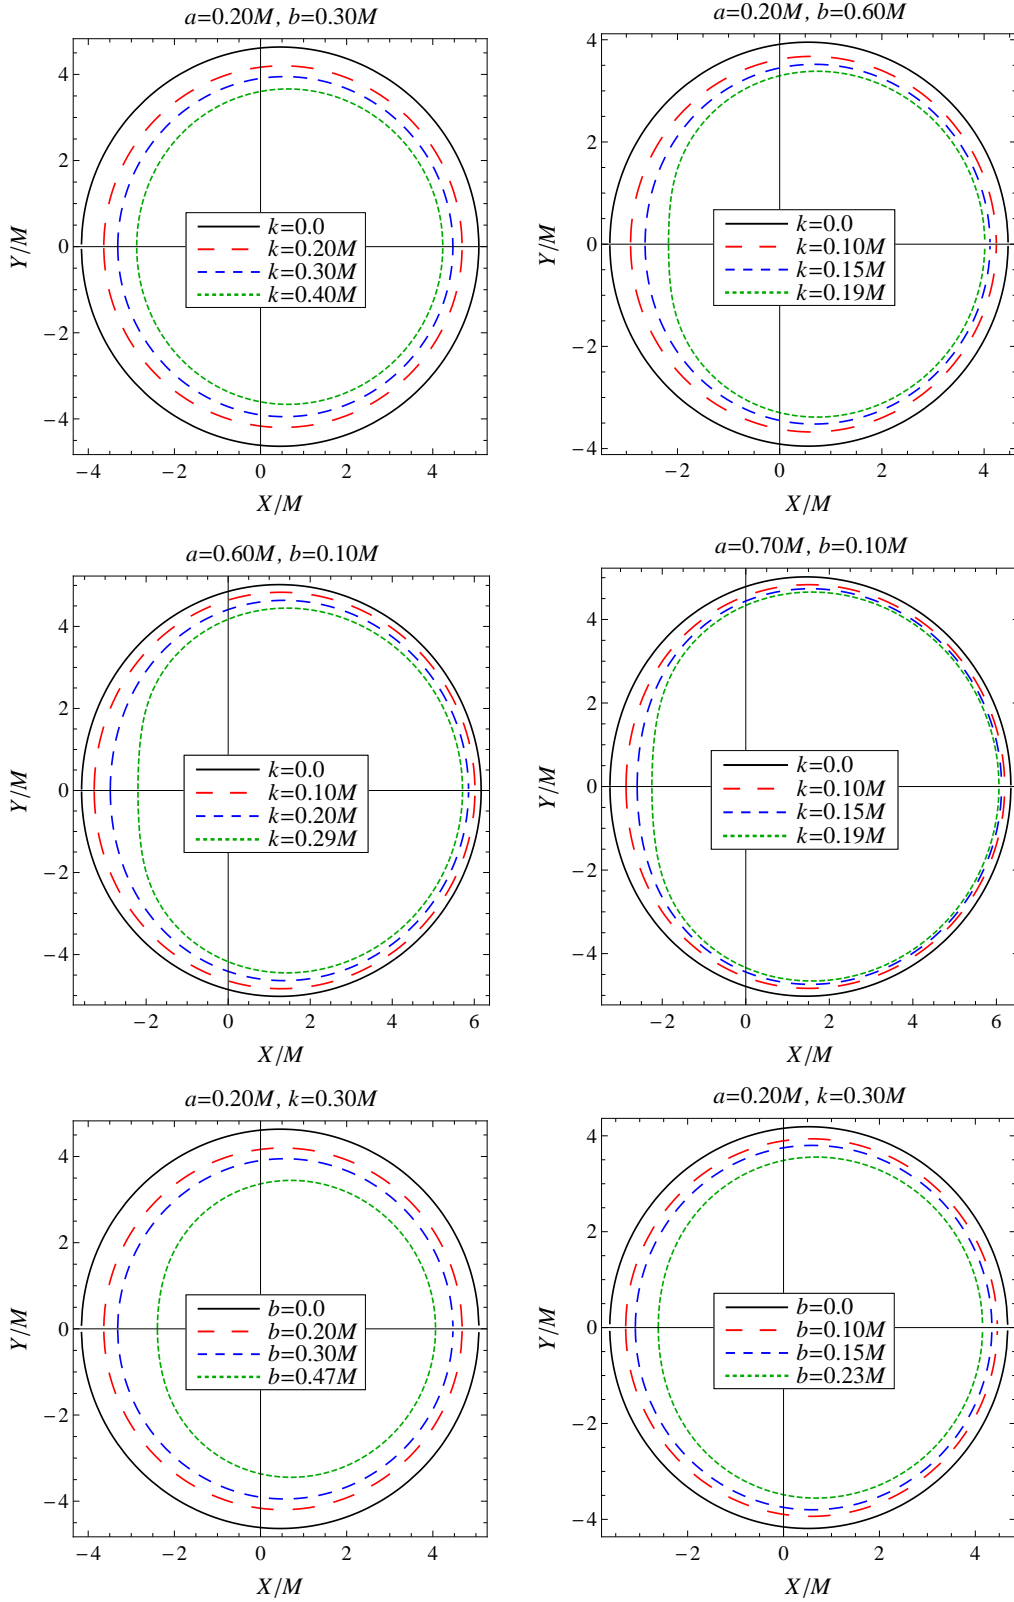 a=0.20M, b=0.30M
4
2
0
−2
−4
Y/M
k=0.0
k=0.20M
k=0.30M
k=0.40M
−4 −2 0 2 4
X/M
a=0.20M, b=0.60M
4
2
0
−2
−4
Y/M
k=0.0
k=0.10M
k=0.15M
k=0.19M
−2 0 2 4
X/M
a=0.60M, b=0.10M
4
2
0
−2
−4
Y/M
k=0.0
k=0.10M
k=0.20M
k=0.29M
−2 0 2 4 6
X/M
a=0.70M, b=0.10M
4
2
0
−2
−4
Y/M
k=0.0
k=0.10M
k=0.15M
k=0.19M
−2 0 2 4 6
X/M
a=0.20M, k=0.30M
4
2
0
−2
−4
Y/M
b=0.0
b=0.20M
b=0.30M
b=0.47M
−4 −2 0 2 4
X/M
a=0.20M, k=0.30M
4
2
0
−2
−4
Y/M
b=0.0
b=0.10M
b=0.15M
b=0.23M
−2 0 2 4
X/M